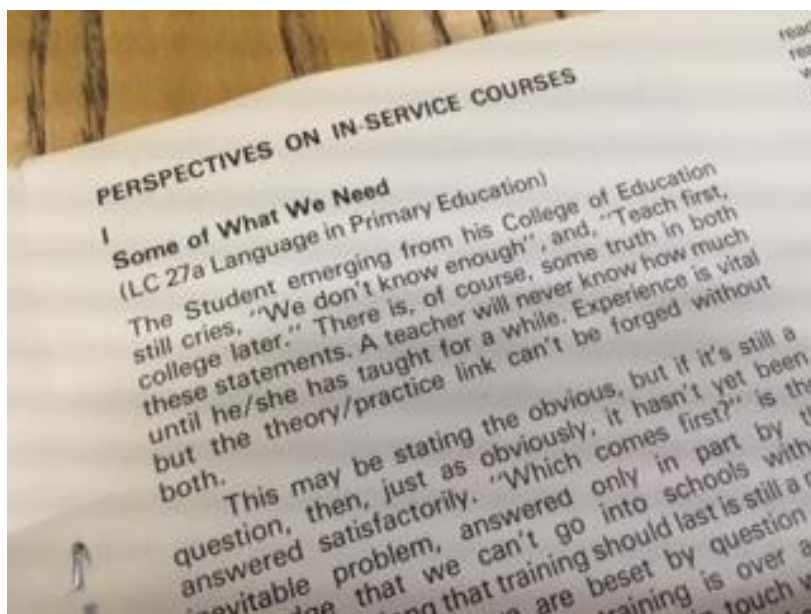 PERSPECTIVES ON IN-SERVICE COURSES
I
Some of What We Need
(LC 27a Language in Primary Education)
The Student emerging from his College of Education
still cries, "We don't know enough", and, "Teach first,
college later." There is, of course, some truth in both
these statements. A teacher will never know how much
until he/she has taught for a while. Experience is vital
but the theory/practice link can't be forged without
both.
This may be stating the obvious, but if it's still a
question, then, just as obviously, it hasn't yet been
answered satisfactorily. "Which comes first?" is the
inevitable problem, answered only in part by
that we can't go into schools
that training should last is still a
are beset by question
training is over
touch